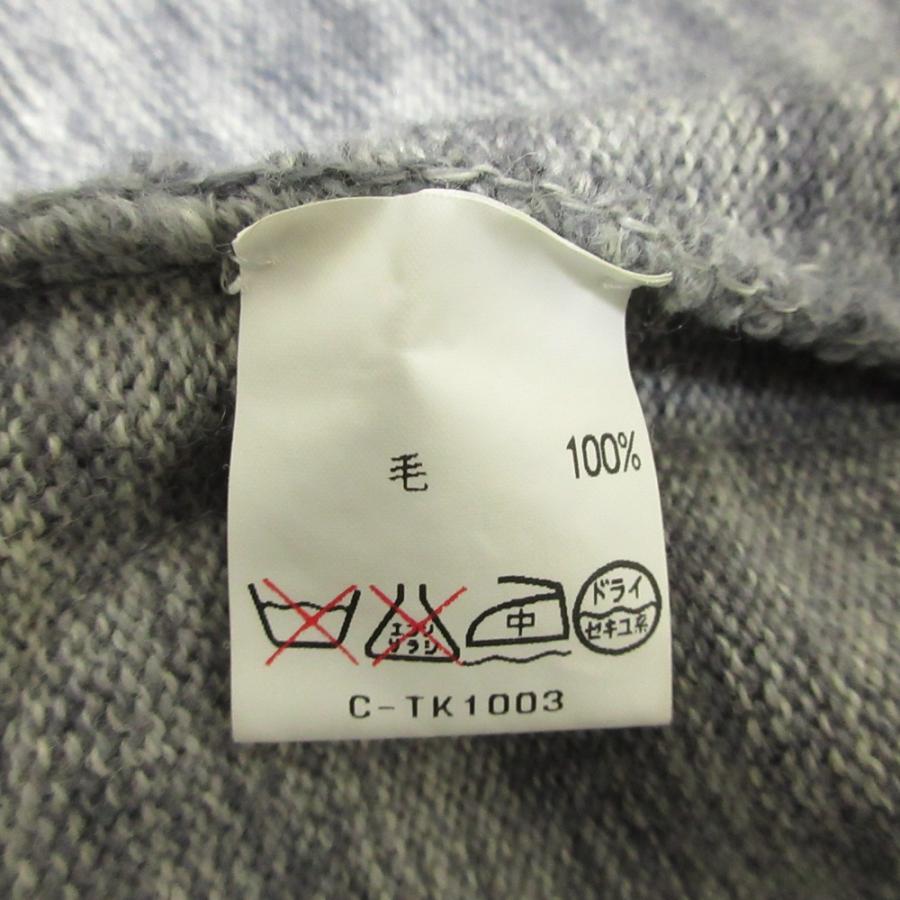 毛 100%
エンソ
サラシ
中
ドライ
セキユ系
C-TK1003